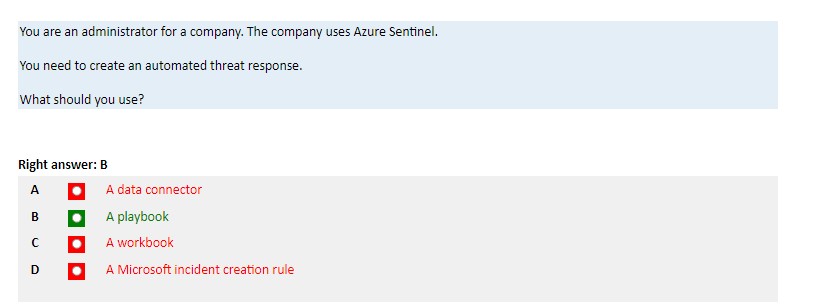 You are an administrator for a company. The company uses Azure Sentinel.
You need to create an automated threat response.
What should you use?
Right answer: B
A A data connector
B A playbook
C A workbook
D A Microsoft incident creation rule